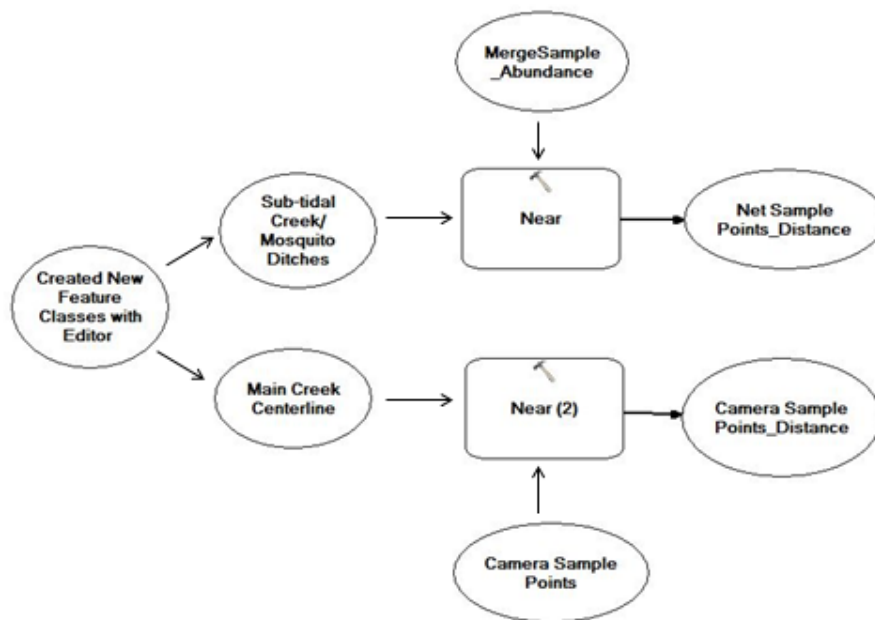 MergeSample
_Abundance
Sub-tidal
Creek/
Mosquito
Ditches
Near
Net Sample
Points_Distance
Created New
Feature
Classes with
Editor
Main Creek
Centerline
Near (2)
Camera Sample
Points_Distance
Camera Sample
Points